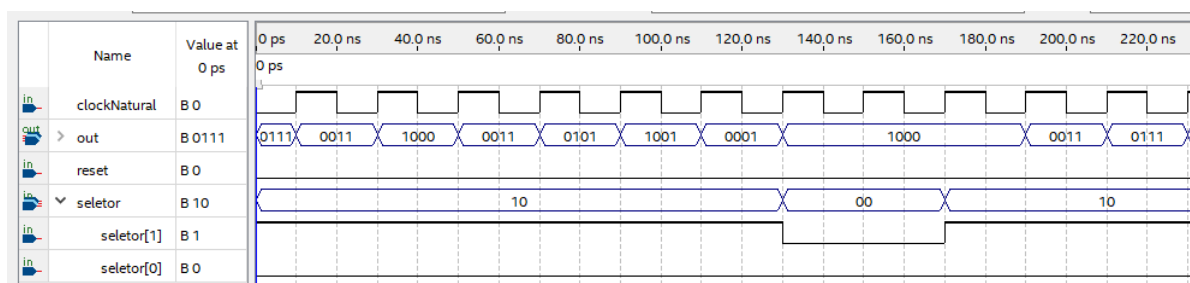 Name Value at 0 ps 0 ps 20.0 ns 40.0 ns 60.0 ns 80.0 ns 100.0 ns 120.0 ns 140.0 ns 160.0 ns 180.0 ns 200.0 ns 220.0 ns
0 ps
in clockNatural B 0
out > out B 0111 0111 0011 1000 0011 0101 1001 0001 1000 0011 0111
in reset B 0
in seletor B 10 10 00 10
in seletor[1] B 1
in seletor[0] B 0